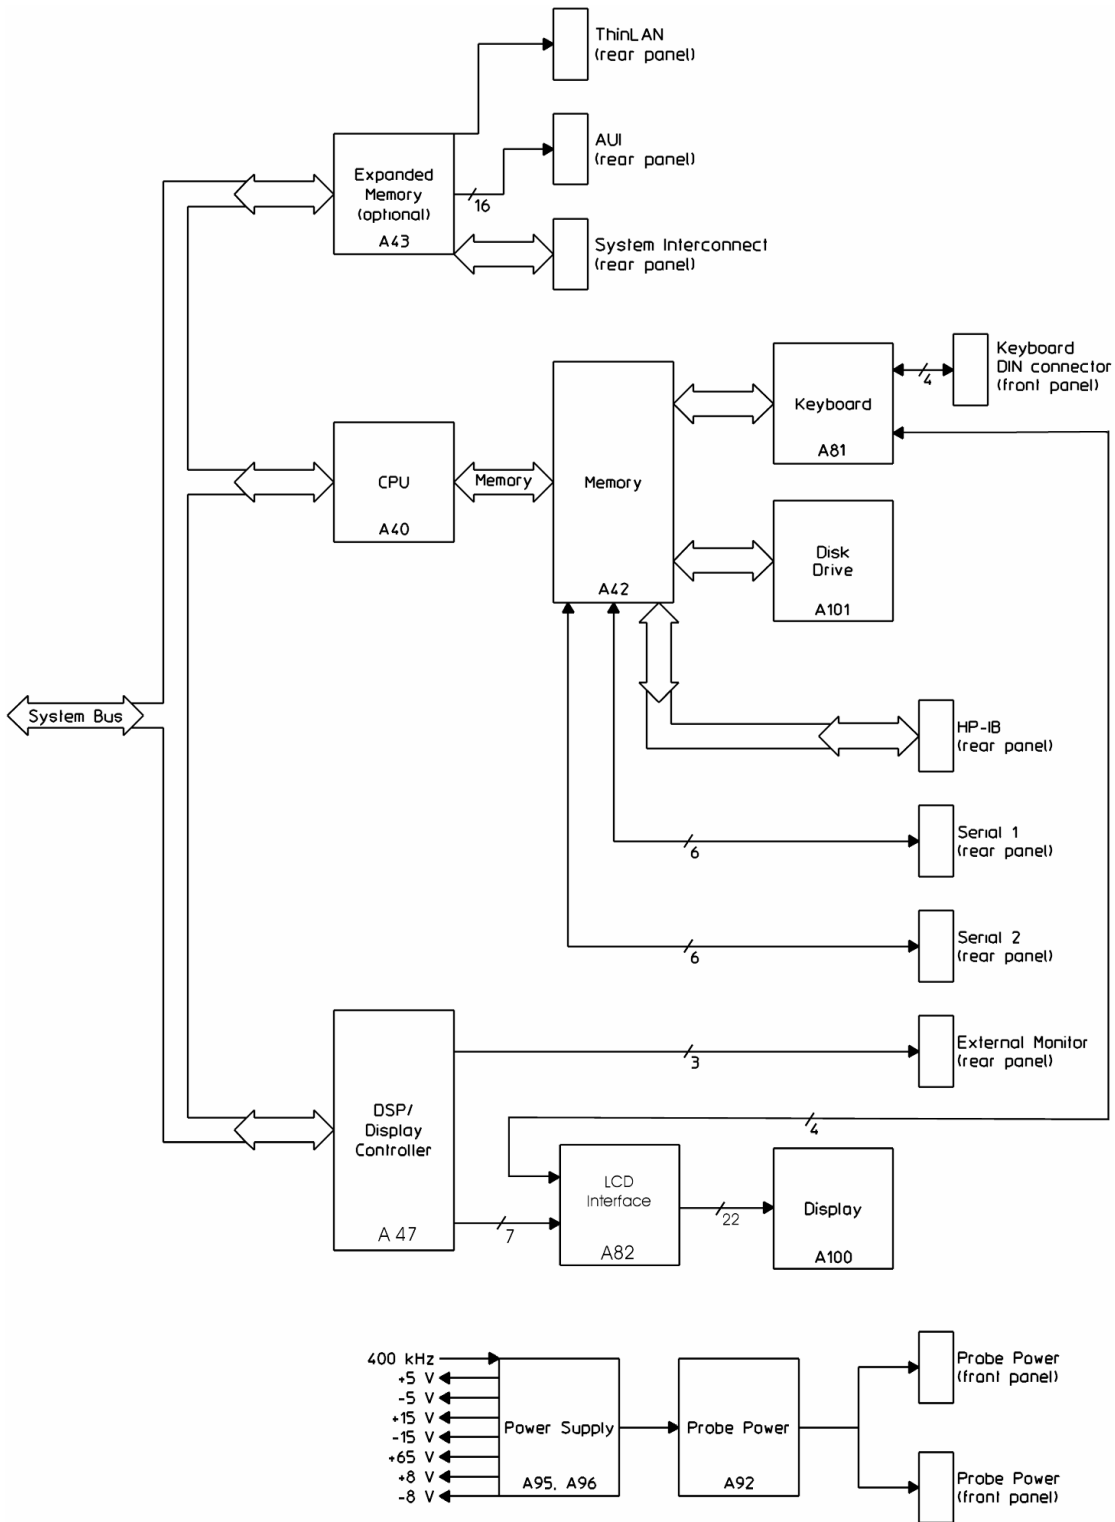 ThinLAN
(rear panel)
AUI
(rear panel)
Expanded
Memory
(optional)
A43
16
System Interconnect
(rear panel)
Keyboard
DIN connector
(front panel)
4
Keyboard
A81
CPU
A40
Memory
Memory
A42
Disk
Drive
A101
System Bus
HP-IB
(rear panel)
Serial 1
(rear panel)
6
Serial 2
(rear panel)
6
External Monitor
(rear panel)
3
DSP/
Display
Controller
A 47
4
7
LCD
Interface
A82
22
Display
A100
400 kHz
+5 V
-5 V
+15 V
-15 V
+65 V
+8 V
-8 V
Power Supply
A95, A96
Probe Power
A92
Probe Power
(front panel)
Probe Power
(front panel)